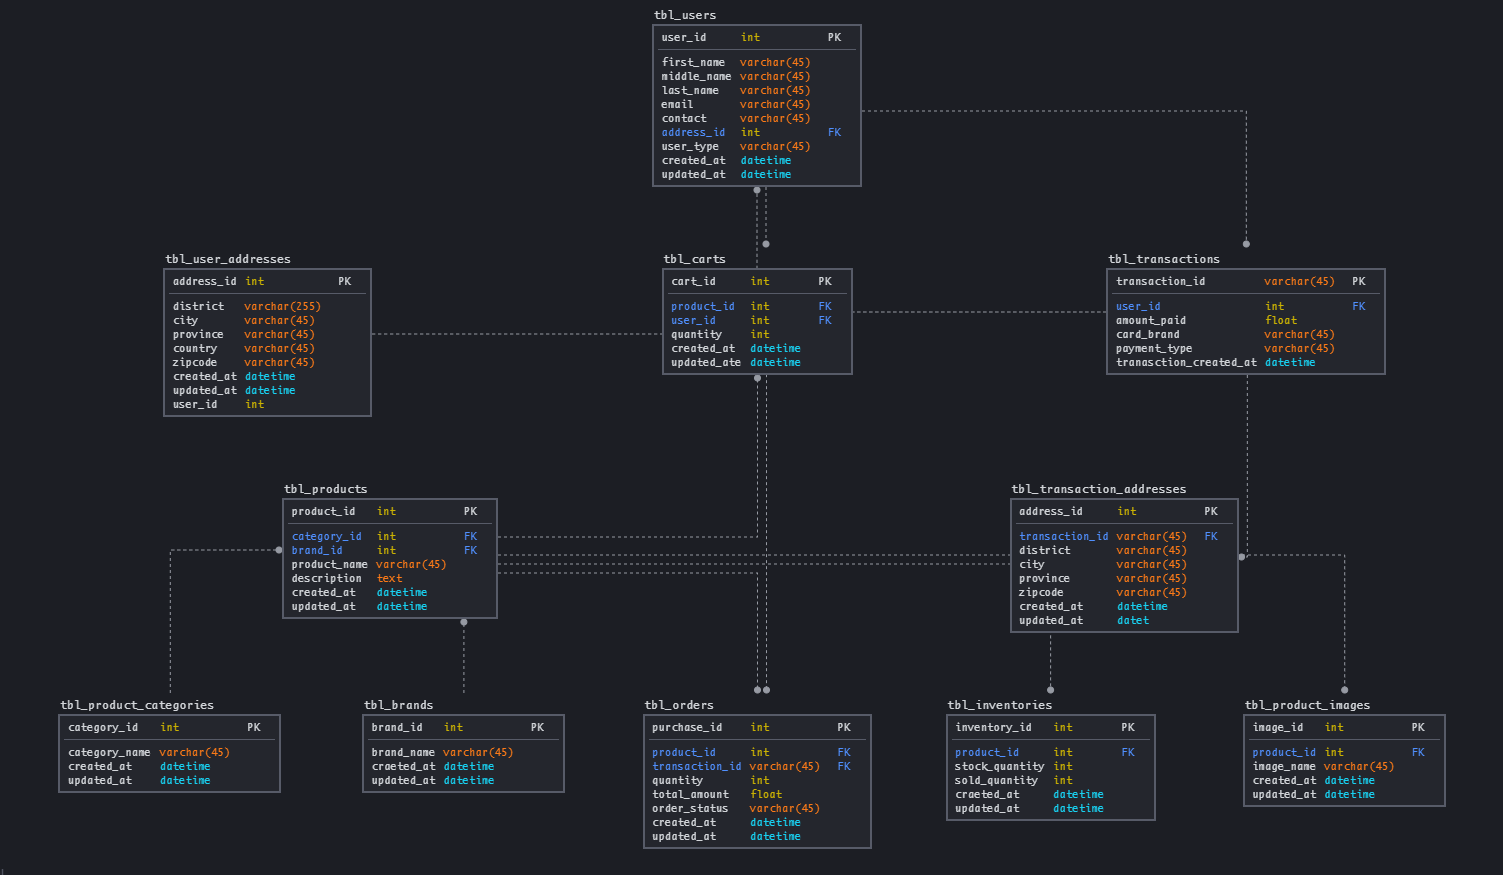 tbl_users
user_id int PK
first_name varchar(45)
middle_name varchar(45)
last_name varchar(45)
email varchar(45)
contact varchar(45)
address_id int FK
user_type varchar(45)
created_at datetime
updated_at datetime
tbl_user_addresses
address_id int PK
district varchar(255)
city varchar(45)
province varchar(45)
country varchar(45)
zipcode varchar(45)
created_at datetime
updated_at datetime
user_id int
tbl_carts
cart_id int PK
product_id int FK
user_id int FK
quantity int
created_at datetime
updated_ate datetime
tbl_transactions
transaction_id varchar(45) PK
user_id int FK
amount_paid float
card_brand varchar(45)
payment_type varchar(45)
tranasction_created_at datetime
tbl_products
product_id int PK
category_id int FK
brand_id int FK
product_name varchar(45)
description text
created_at datetime
updated_at datetime
tbl_transaction_addresses
address_id int PK
transaction_id varchar(45) FK
district varchar(45)
city varchar(45)
province varchar(45)
zipcode varchar(45)
created_at datetime
updated_at datet
tbl_product_categories
category_id int PK
category_name varchar(45)
created_at datetime
updated_at datetime
tbl_brands
brand_id int PK
brand_name varchar(45)
craeted_at datetime
updated_at datetime
tbl_orders
purchase_id int PK
product_id int FK
transaction_id varchar(45) FK
quantity int
total_amount float
order_status varchar(45)
created_at datetime
updated_at datetime
tbl_inventories
inventory_id int PK
product_id int FK
stock_quantity int
sold_quantity int
craeted_at datetime
updated_at datetime
tbl_product_images
image_id int PK
product_id int FK
image_name varchar(45)
created_at datetime
updated_at datetime